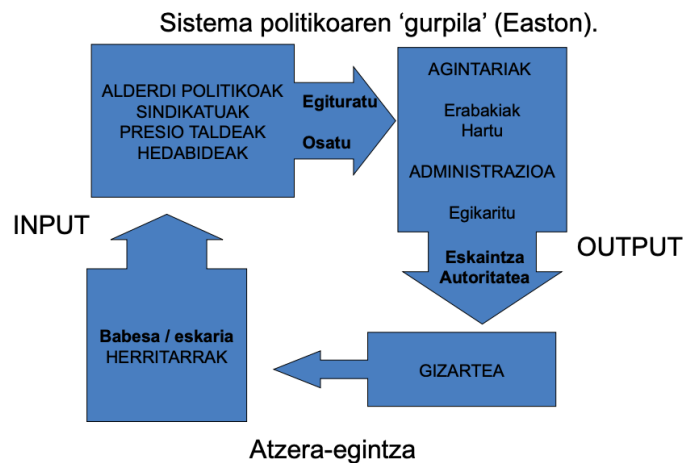 Sistema politikoaren ‘gurpila’ (Easton).
ALDERDI POLITIKOAK
SINDIKATUAK
PRESIO TALDEAK
HEDABIDEAK
Egituratu
Osatu
AGINTARIAK
Erabakiak
Hartu
ADMINISTRAZIOA
Egikaritu
INPUT
OUTPUT
Eskaintza
Autoritatea
Babesa / eskaria
HERRITARRAK
GIZARTEA
Atzera-egintza